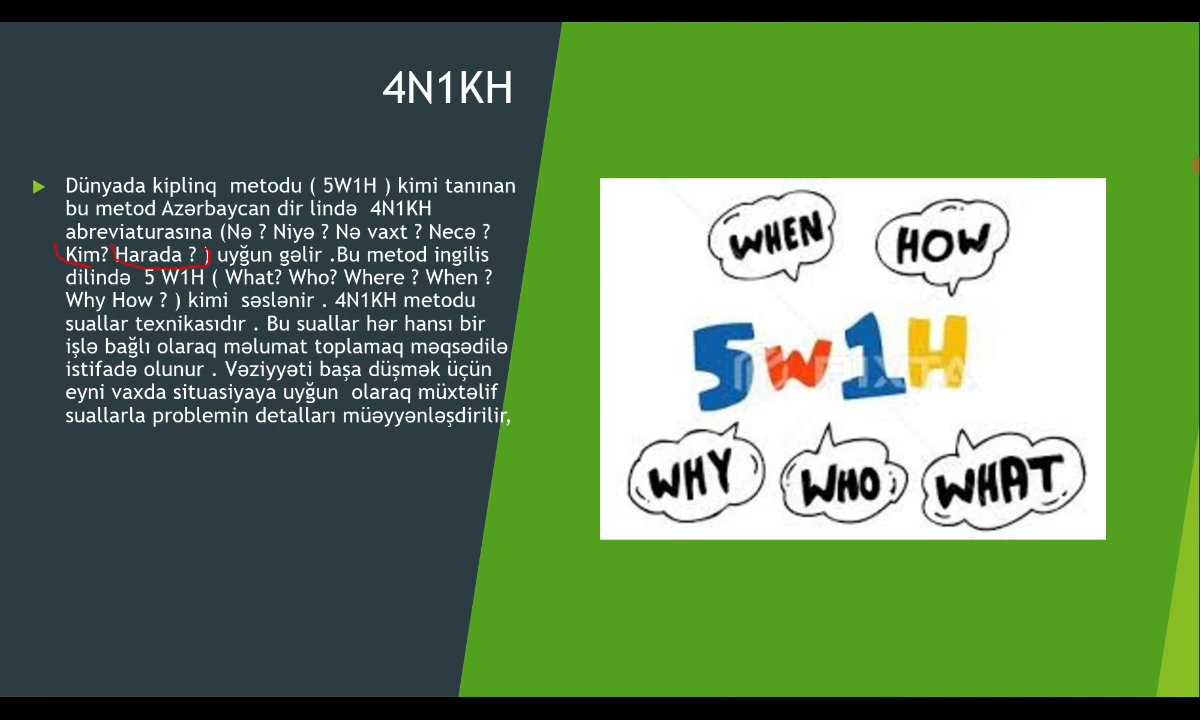 4N1KH
Dünyada kiplinq metodu ( 5W1H ) kimi tanınan
bu metod Azərbaycan dir lində 4N1KH
abreviaturasına (Nə ? Niyə ? Nə vaxt ? Necə ?
Kim? Harada ? ) uyğun gəlir .Bu metod ingilis
dilində 5 W1H ( What? Who? Where ? When ?
Why How ? ) kimi səslənir . 4N1KH metodu
suallar texnikasıdır . Bu suallar hər hansı bir
işlə bağlı olaraq məlumat toplamaq məqsədilə
istifadə olunur . Vəziyyəti başa düşmək üçün
eyni vaxda situasiyaya uyğun olaraq müxtəlif
suallarla problemin detalları müəyyənləşdirilir,
WHEN
HOW
5W1H
WHY
WHO
WHAT